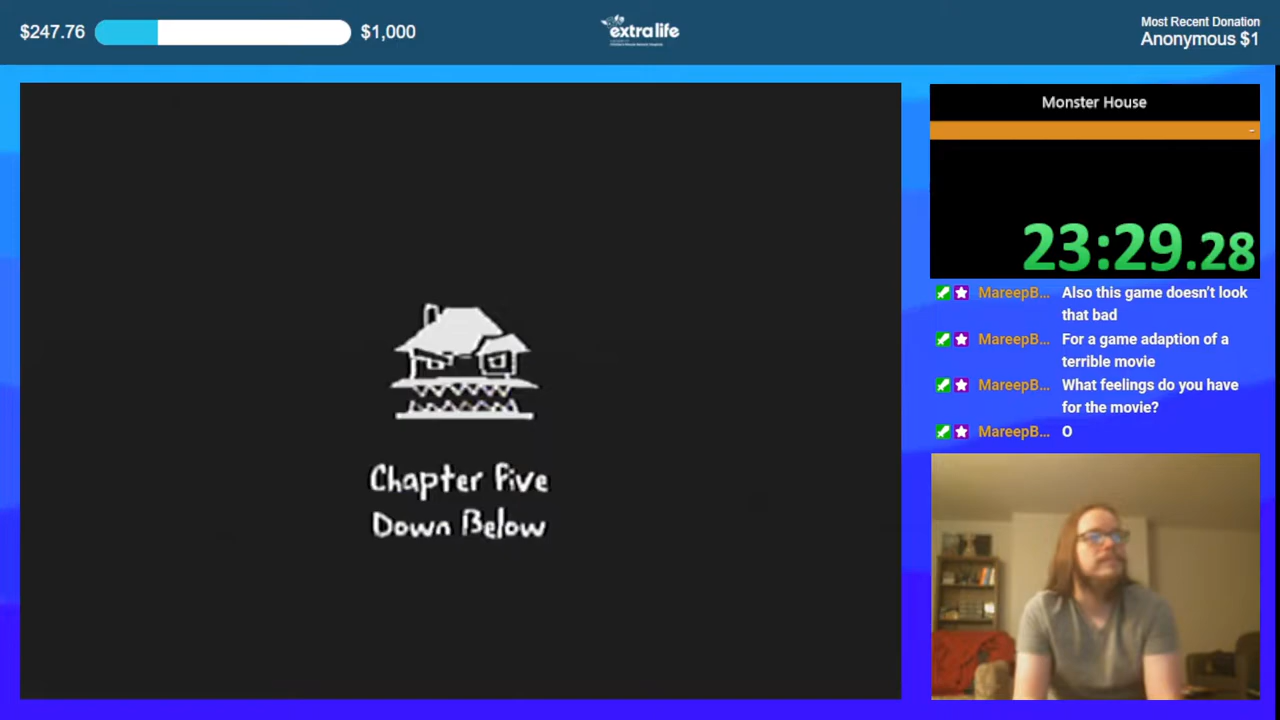 $247.76
$1,000
extralife
Most Recent Donation
Anonymous $1
Monster House
-
23:29.28
MareepB... Also this game doesn't look
that bad
MareepB... For a game adaption of a
terrible movie
MareepB... What feelings do you have
for the movie?
MareepB... O
Chapter Five
Down Below